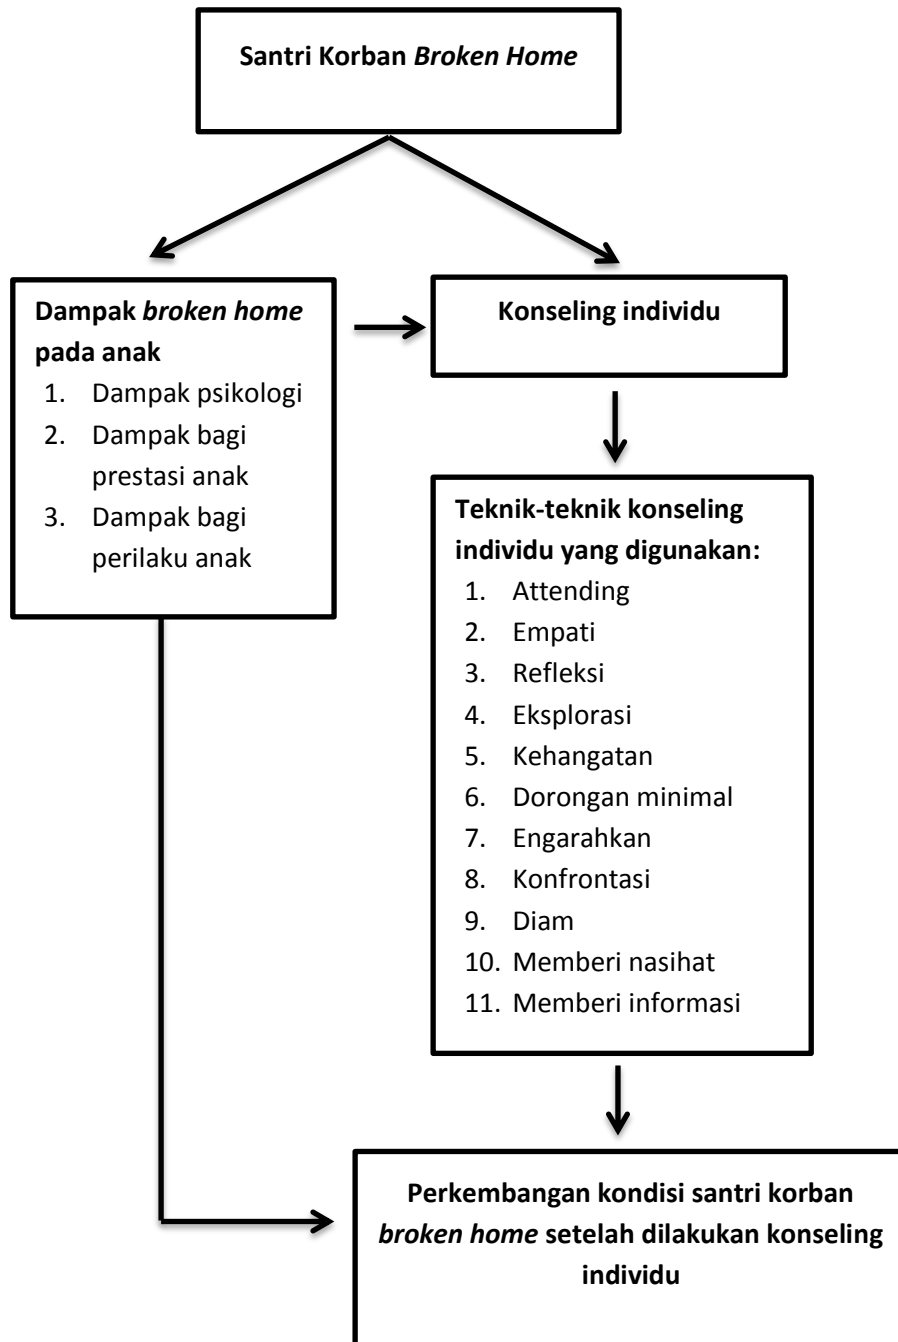 Santri Korban Broken Home
Dampak broken home
pada anak
1. Dampak psikologi
2. Dampak bagi
prestasi anak
3. Dampak bagi
perilaku anak
Konseling individu
Teknik-teknik konseling
individu yang digunakan:
1. Attending
2. Empati
3. Refleksi
4. Eksplorasi
5. Kehangatan
6. Dorongan minimal
7. Engarahkan
8. Konfrontasi
9. Diam
10. Memberi nasihat
11. Memberi informasi
Perkembangan kondisi santri korban
broken home setelah dilakukan konseling
individu